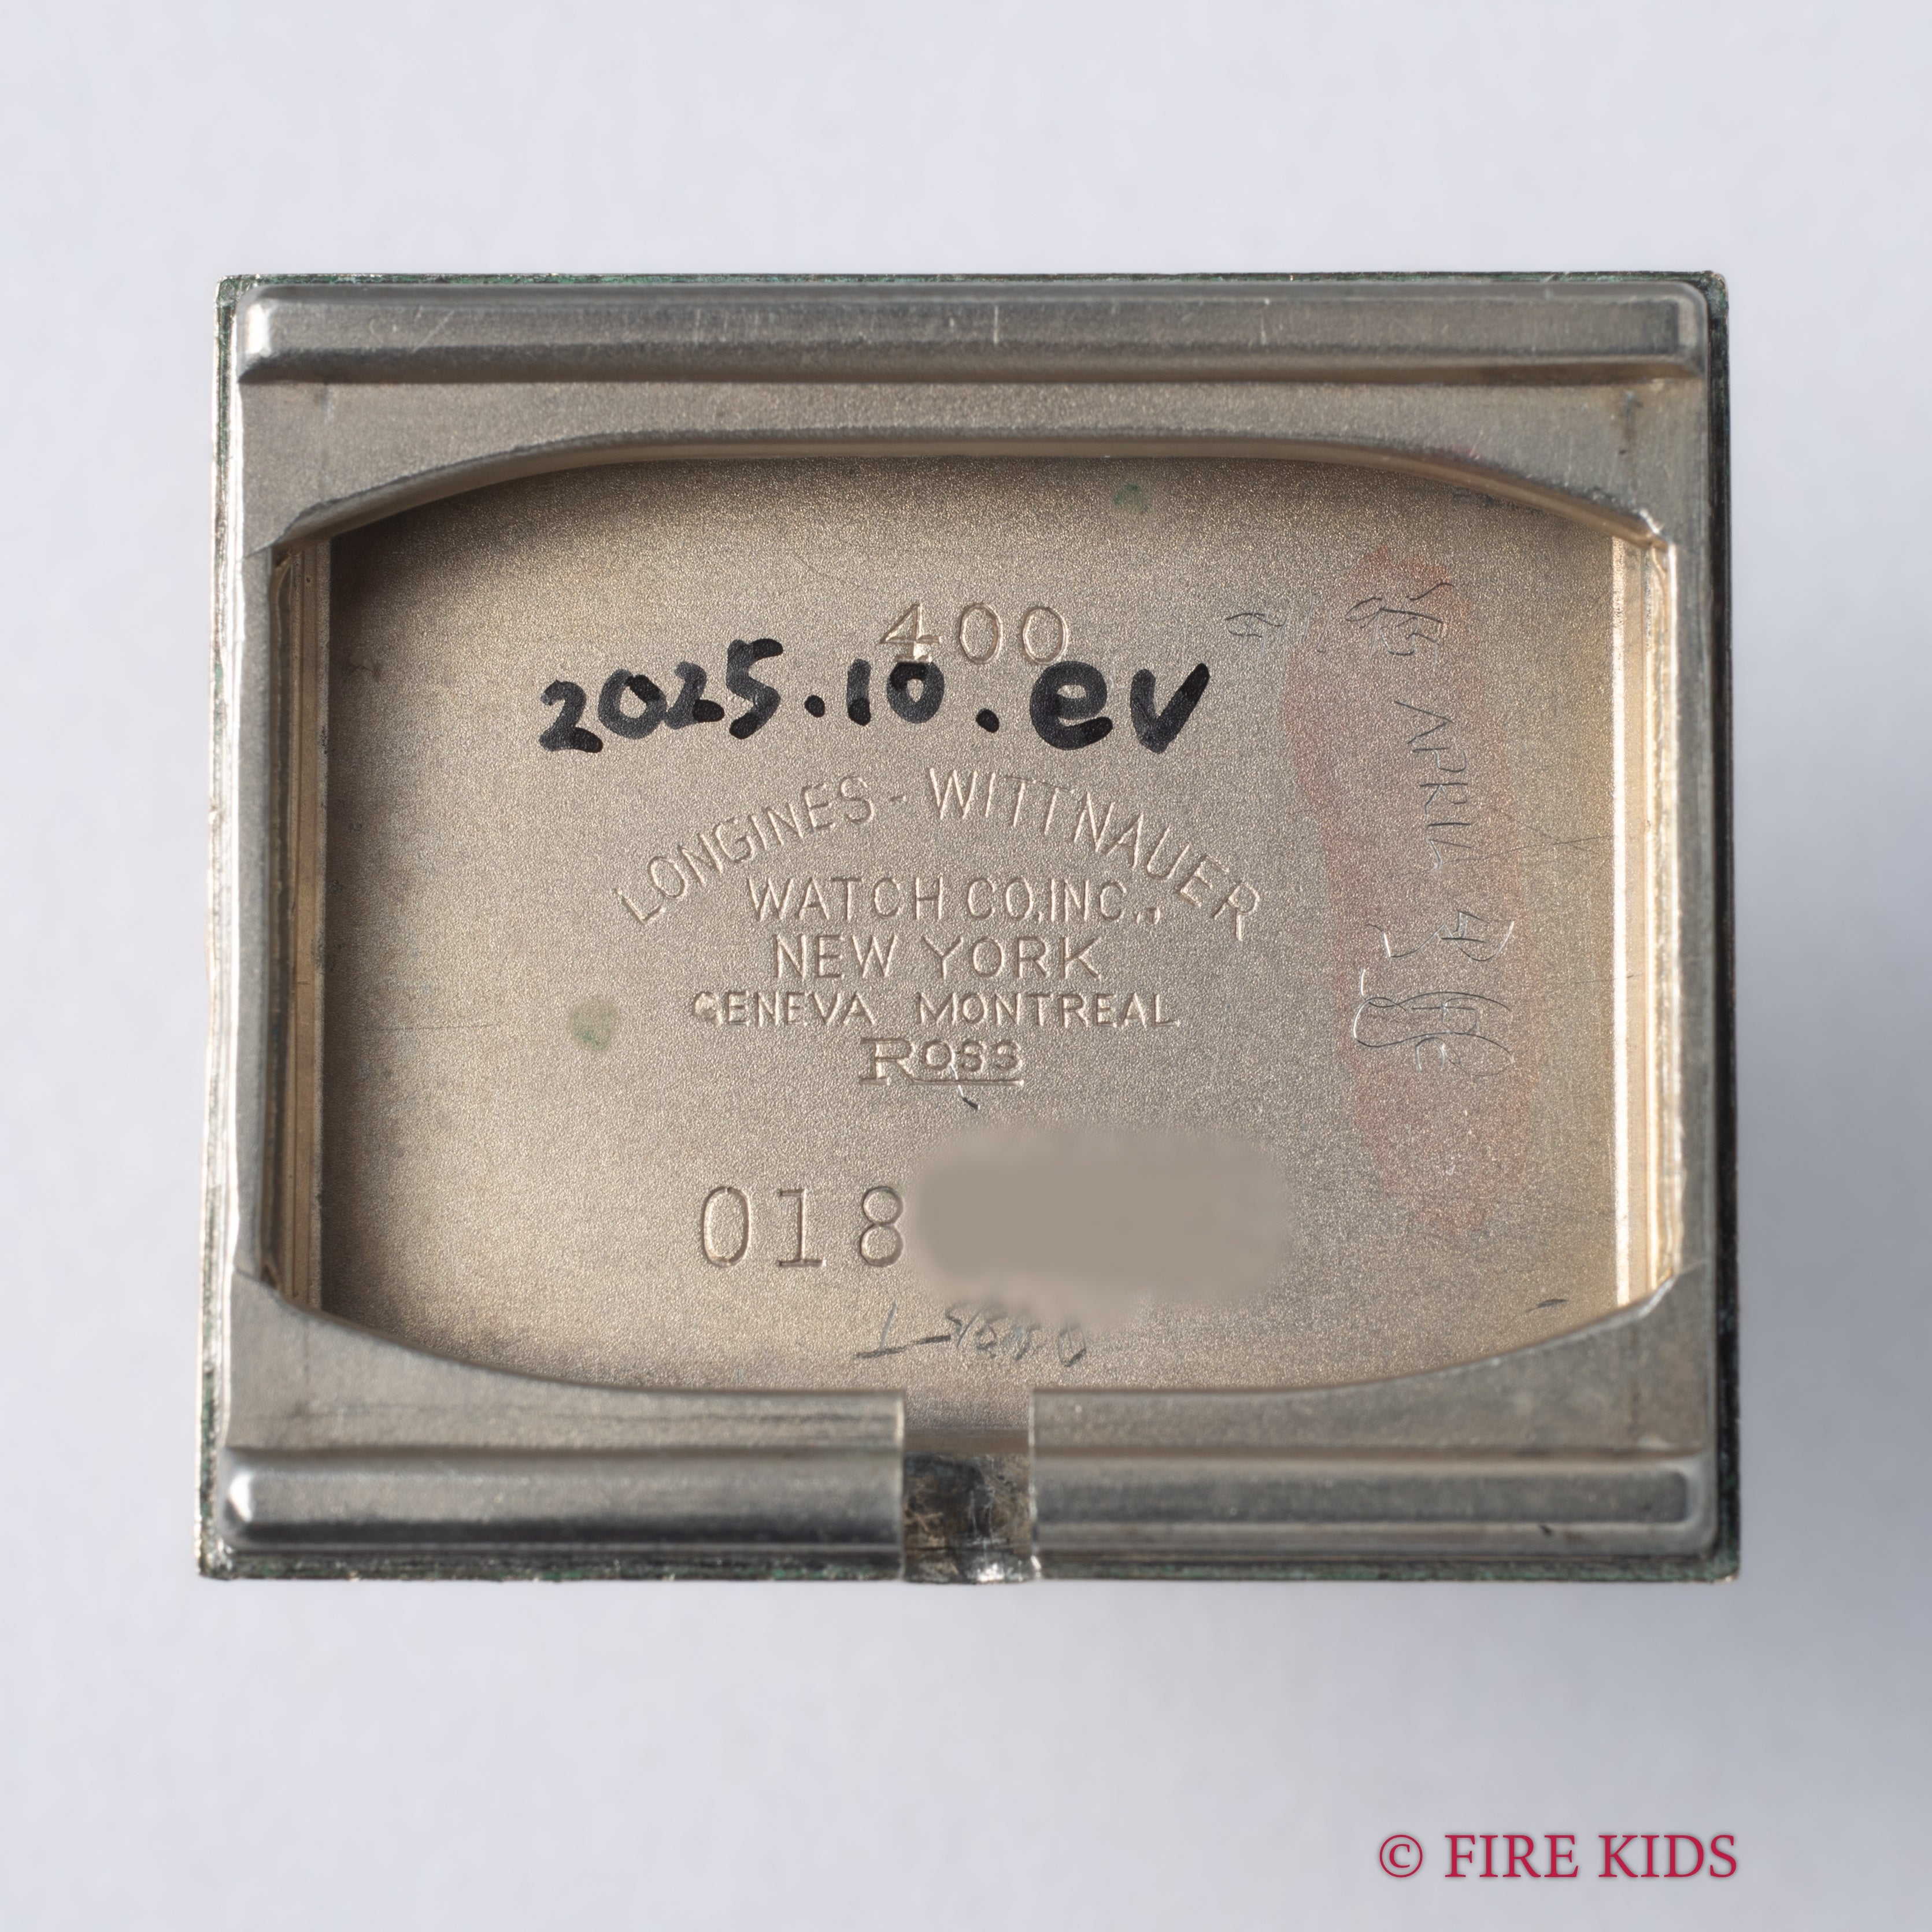 400
2025.10.ev
LONGINES-WITTNAUER
WATCH CO,INC.,
NEW YORK
GENEVA MONTREAL
ROSS
018
APRIL
© FIRE KIDS